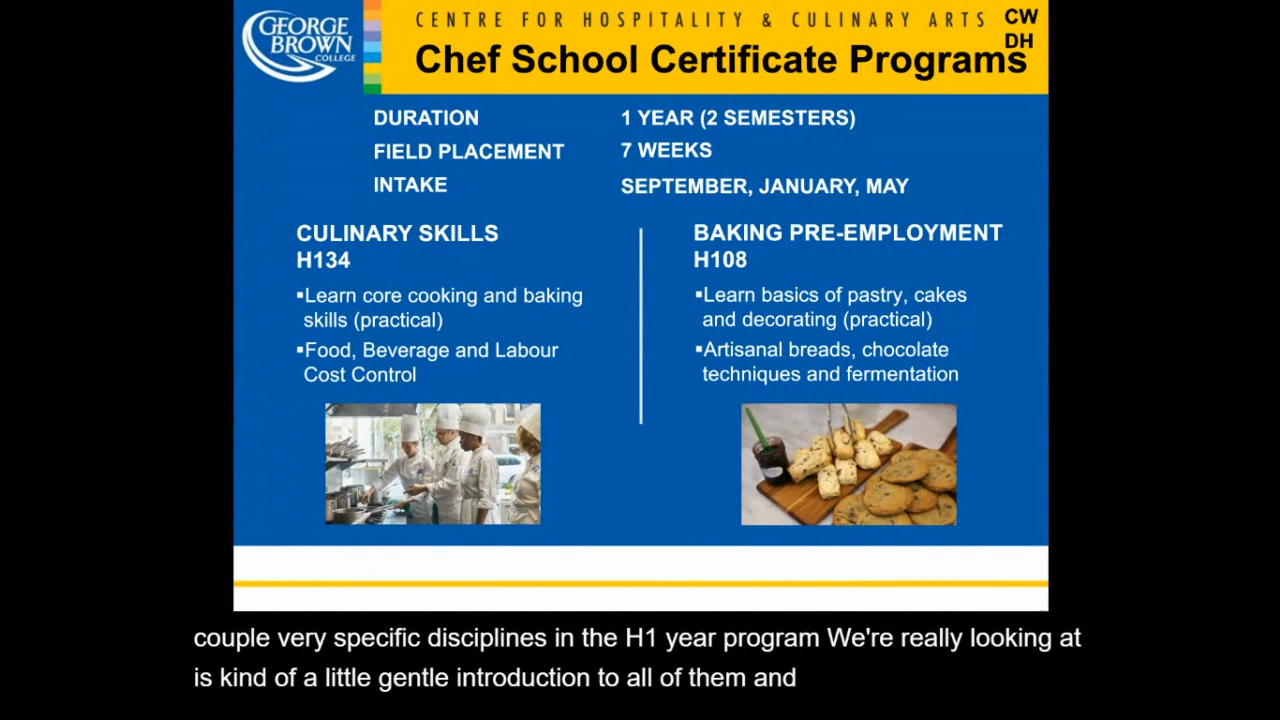 GEORGE
BROWN
COLLEGE
CENTRE FOR HOSPITALITY & CULINARY ARTS
CW
DH
Chef School Certificate Programs
DURATION 1 YEAR (2 SEMESTERS)
FIELD PLACEMENT 7 WEEKS
INTAKE SEPTEMBER, JANUARY, MAY
CULINARY SKILLS
H134
▪Learn core cooking and baking
skills (practical)
▪Food, Beverage and Labour
Cost Control
BAKING PRE-EMPLOYMENT
H108
▪Learn basics of pastry, cakes
and decorating (practical)
▪Artisanal breads, chocolate
techniques and fermentation
couple very specific disciplines in the H1 year program We're really looking at
is kind of a little gentle introduction to all of them and